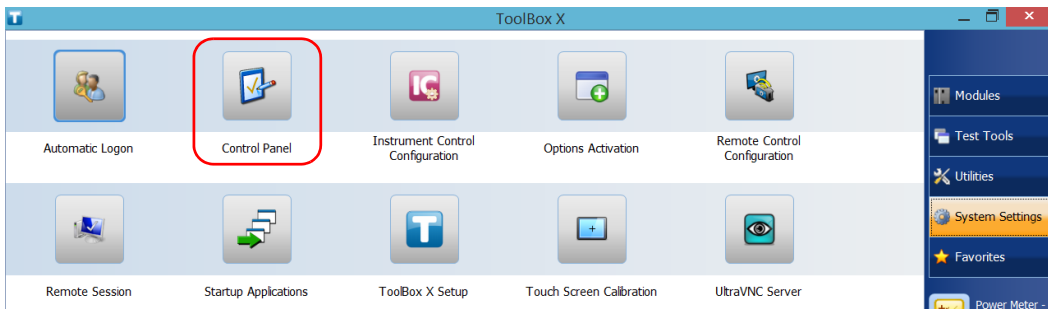 ToolBox X
Automatic Logon
Control Panel
Instrument Control
Configuration
Options Activation
Remote Control
Configuration
Remote Session
Startup Applications
ToolBox X Setup
Touch Screen Calibration
UltraVNC Server
Modules
Test Tools
Utilities
System Settings
Favorites
Power Meter -